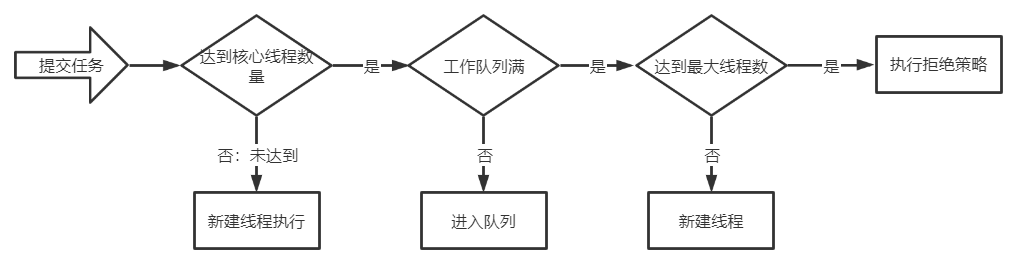 提交任务
达到核心线程数
量
是
工作队列满
是
达到最大线程数
是
执行拒绝策略
否：未达到
否
否
新建线程执行
进入队列
新建线程